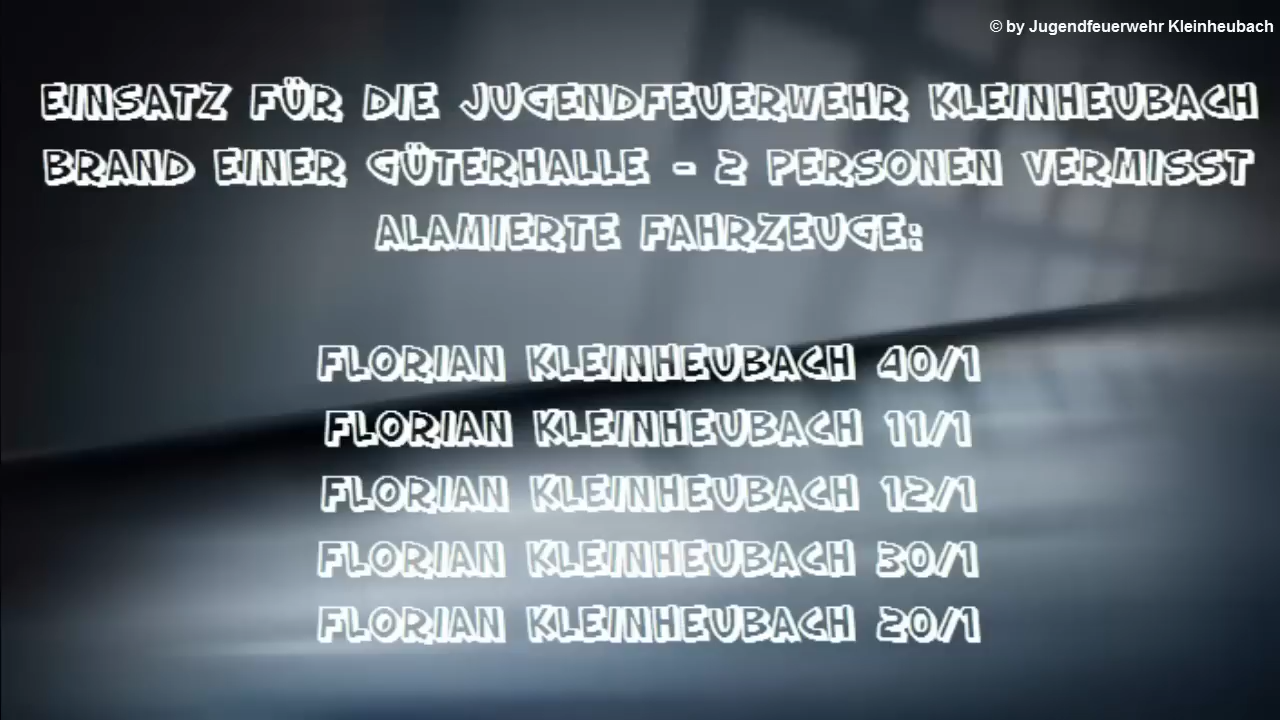 © by Jugendfeuerwehr Kleinheubach
EINSATZ FÜR DIE JUGENDFEUERWEHR KLEINHEUBACH
BRAND EINER GÜTERHALLE - 2 PERSONEN VERMISST
ALAMIERTE FAHRZEUGE:
FLORIAN KLEINHEUBACH 40/1
FLORIAN KLEINHEUBACH 11/1
FLORIAN KLEINHEUBACH 12/1
FLORIAN KLEINHEUBACH 30/1
FLORIAN KLEINHEUBACH 20/1